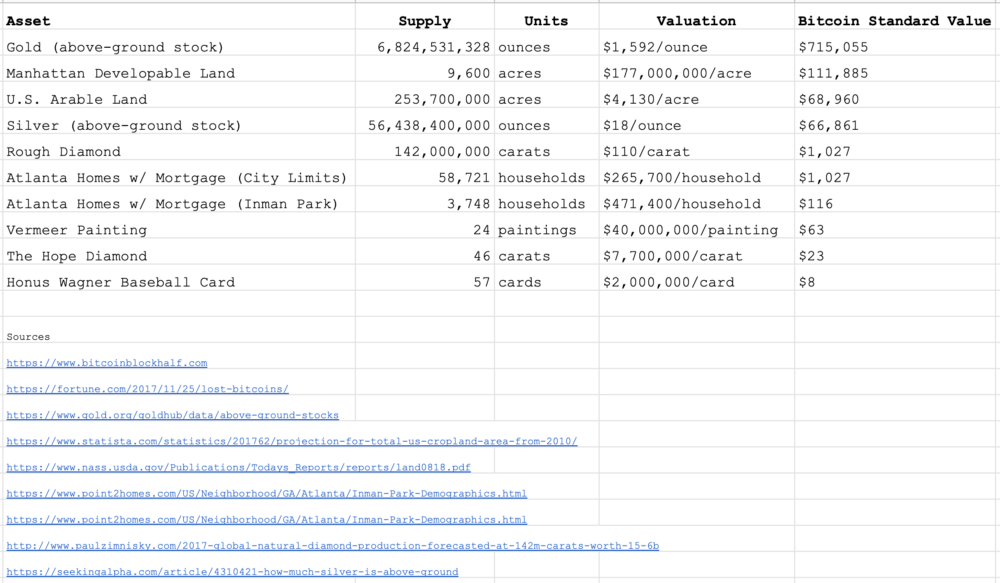 Asset Supply Units Valuation Bitcoin Standard Value
Gold (above-ground stock) 6,824,531,328 ounces $1,592/ounce $715,055
Manhattan Developable Land 9,600 acres $177,000,000/acre $111,885
U.S. Arable Land 253,700,000 acres $4,130/acre $68,960
Silver (above-ground stock) 56,438,400,000 ounces $18/ounce $66,861
Rough Diamond 142,000,000 carats $110/carat $1,027
Atlanta Homes w/ Mortgage (City Limits) 58,721 households $265,700/household $1,027
Atlanta Homes w/ Mortgage (Inman Park) 3,748 households $471,400/household $116
Vermeer Painting 24 paintings $40,000,000/painting $63
The Hope Diamond 46 carats $7,700,000/carat $23
Honus Wagner Baseball Card 57 cards $2,000,000/card $8
Sources
https://www.bitcoinblockhalf.com
https://fortune.com/2017/11/25/lost-bitcoins/
https://www.gold.org/goldhub/data/above-ground-stocks
https://www.statista.com/statistics/201762/projection-for-total-us-cropland-area-from-2010/
https://www.nass.usda.gov/Publications/Todays_Reports/reports/land0818.pdf
https://www.point2homes.com/US/Neighborhood/GA/Atlanta/Inman-Park-Demographics.html
https://www.point2homes.com/US/Neighborhood/GA/Atlanta/Inman-Park-Demographics.html
http://www.paulzimnisky.com/2017-global-natural-diamond-production-forecasted-at-142m-carats-worth-15-6b
https://seekingalpha.com/article/4310421-how-much-silver-is-above-ground